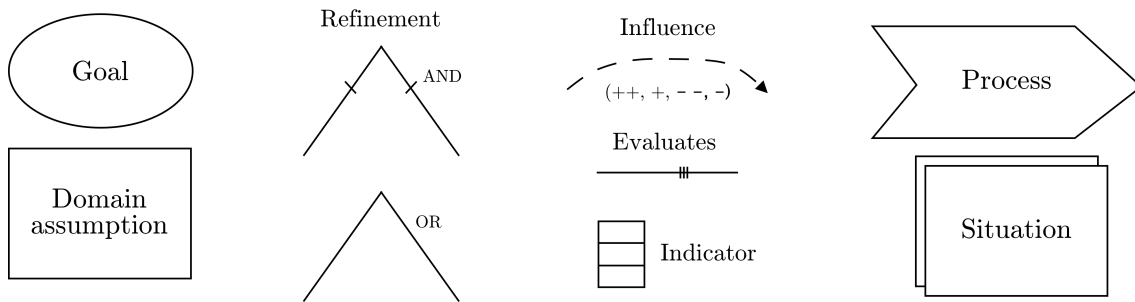 Goal
Domain
assumption
Refinement
AND
OR
Influence
(++, +, - -, -)
Evaluates
Indicator
Process
Situation